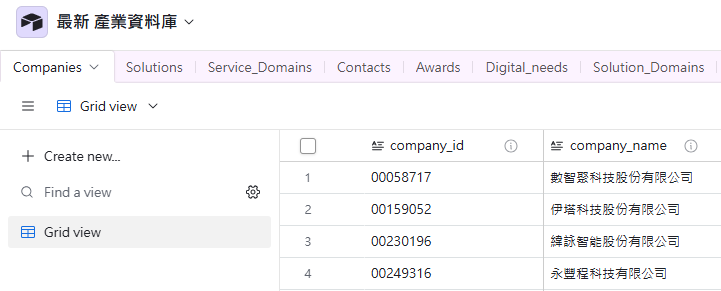 最新 產業資料庫
Companies Solutions Service_Domains Contacts Awards Digital_needs Solution_Domains
Grid view
Create new...
Find a view
Grid view
company_id company_name
1 00058717 數智聚科技股份有限公司
2 00159052 伊塔科技股份有限公司
3 00230196 緯詠智能股份有限公司
4 00249316 永豐程科技有限公司